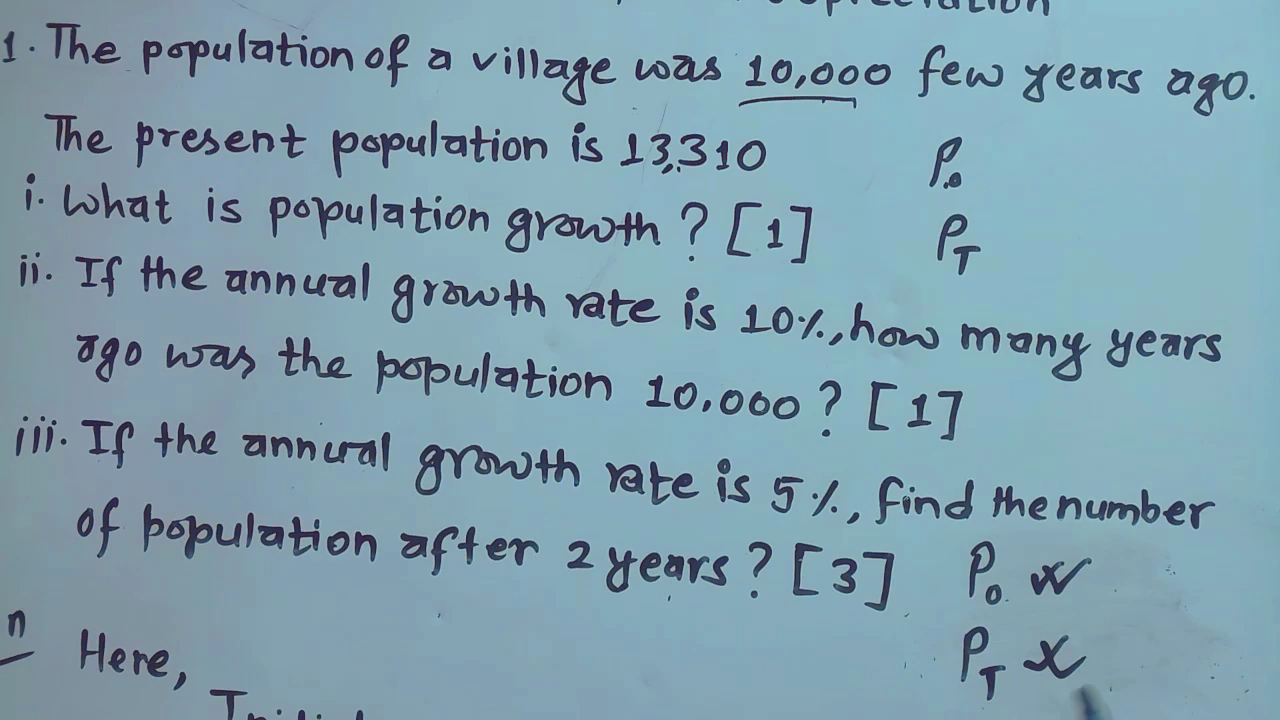 1. The population of a village was 10,000 few years ago.
The present population is 13,310
P₀
i. What is population growth? [1]
P_T
ii. If the annual growth rate is 10%, how many years
ago was the population 10,000? [1]
iii. If the annual growth rate is 5%, find the number
of population after 2 years? [3]
P₀ ✓
P_T x
n
Here,